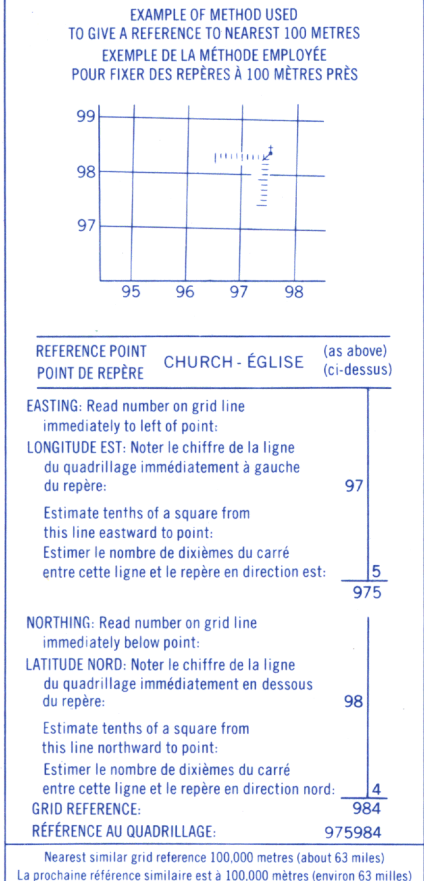 EXAMPLE OF METHOD USED
TO GIVE A REFERENCE TO NEAREST 100 METRES
EXEMPLE DE LA MÉTHODE EMPLOYÉE
POUR FIXER DES REPÈRES À 100 MÈTRES PRÈS
99
98
97
95 96 97 98
REFERENCE POINT
POINT DE REPÈRE
CHURCH - ÉGLISE
(as above)
(ci-dessus)
EASTING: Read number on grid line
immediately to left of point:
LONGITUDE EST: Noter le chiffre de la ligne
du quadrillage immédiatement à gauche
du repère: 97
Estimate tenths of a square from
this line eastward to point:
Estimer le nombre de dixièmes du carré
entre cette ligne et le repère en direction est: 5
975
NORTHING: Read number on grid line
immediately below point:
LATITUDE NORD: Noter le chiffre de la ligne
du quadrillage immédiatement en dessous
du repère: 98
Estimate tenths of a square from
this line northward to point:
Estimer le nombre de dixièmes du carré
entre cette ligne et le repère en direction nord: 4
GRID REFERENCE: 984
RÉFÉRENCE AU QUADRILLAGE: 975984
Nearest similar grid reference 100,000 metres (about 63 miles)
La prochaine référence similaire est à 100,000 mètres (environ 63 milles)